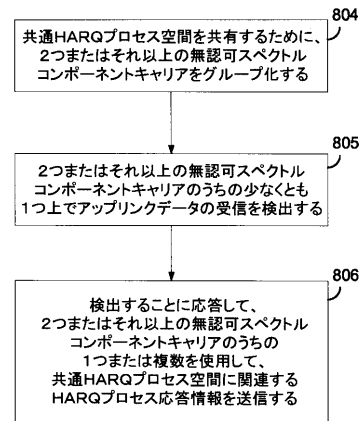 804
共通HARQプロセス空間を共有するために、
2つまたはそれ以上の無認可スペクトル
コンポーネントキャリアをグループ化する
805
2つまたはそれ以上の無認可スペクトル
コンポーネントキャリアのうちの少なくとも
1つ上でアップリンクデータの受信を検出する
806
検出することに応答して、
2つまたはそれ以上の無認可スペクトル
コンポーネントキャリアのうちの
1つまたは複数を使用して、
共通HARQプロセス空間に関連する
HARQプロセス応答情報を送信する